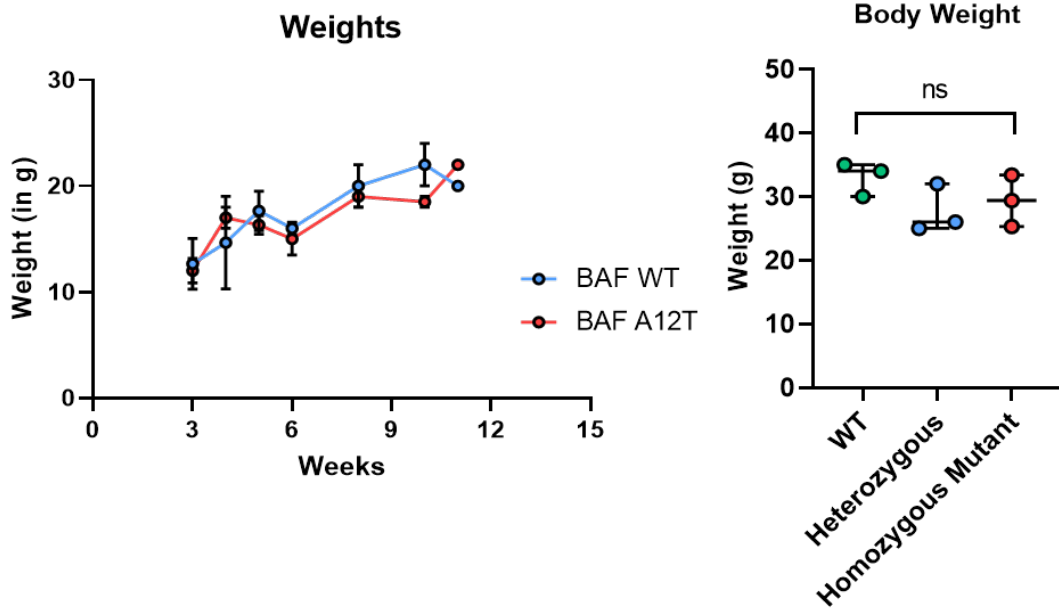 Weights
Weight (in g)
30
20
10
0
0 3 6 9 12 15
Weeks
BAF WT
BAF A12T
Body Weight
Weight (g)
50
40
30
20
10
0
ns
WT
Heterozygous
Homozygous Mutant